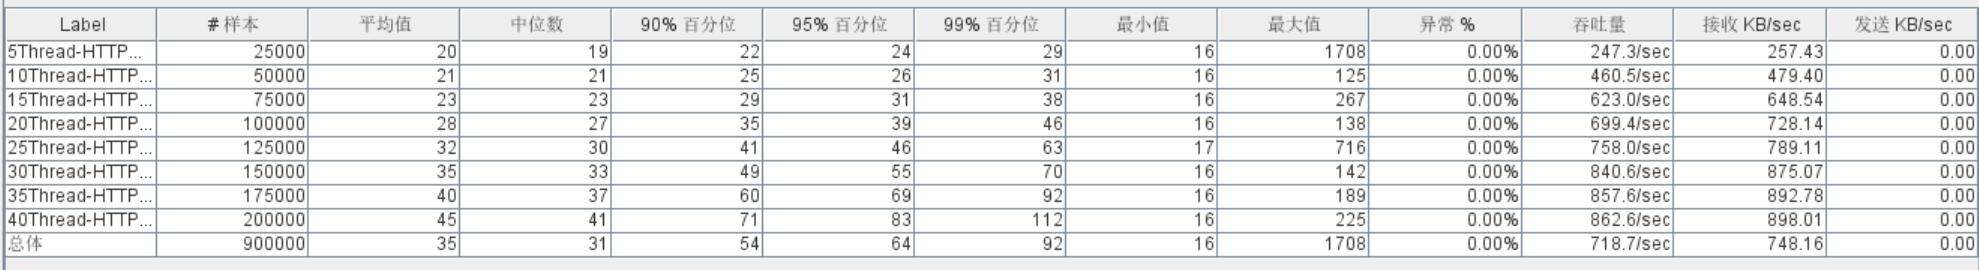 Label # 样本 平均值 中位数 90% 百分位 95% 百分位 99% 百分位 最小值 最大值 异常 % 吞吐量 接收 KB/sec 发送 KB/sec
5Thread-HTTP... 25000 20 19 22 24 29 16 1708 0.00% 247.3/sec 257.43 0.00
10Thread-HTTP... 50000 21 21 25 26 31 16 125 0.00% 460.5/sec 479.40 0.00
15Thread-HTTP... 75000 23 23 29 31 38 16 267 0.00% 623.0/sec 648.54 0.00
20Thread-HTTP... 100000 28 27 35 39 46 16 138 0.00% 699.4/sec 728.14 0.00
25Thread-HTTP... 125000 32 30 41 46 63 17 716 0.00% 758.0/sec 789.11 0.00
30Thread-HTTP... 150000 35 33 49 55 70 16 142 0.00% 840.6/sec 875.07 0.00
35Thread-HTTP... 175000 40 37 60 69 92 16 189 0.00% 857.6/sec 892.78 0.00
40Thread-HTTP... 200000 45 41 71 83 112 16 225 0.00% 862.6/sec 898.01 0.00
总体 900000 35 31 54 64 92 16 1708 0.00% 718.7/sec 748.16 0.00